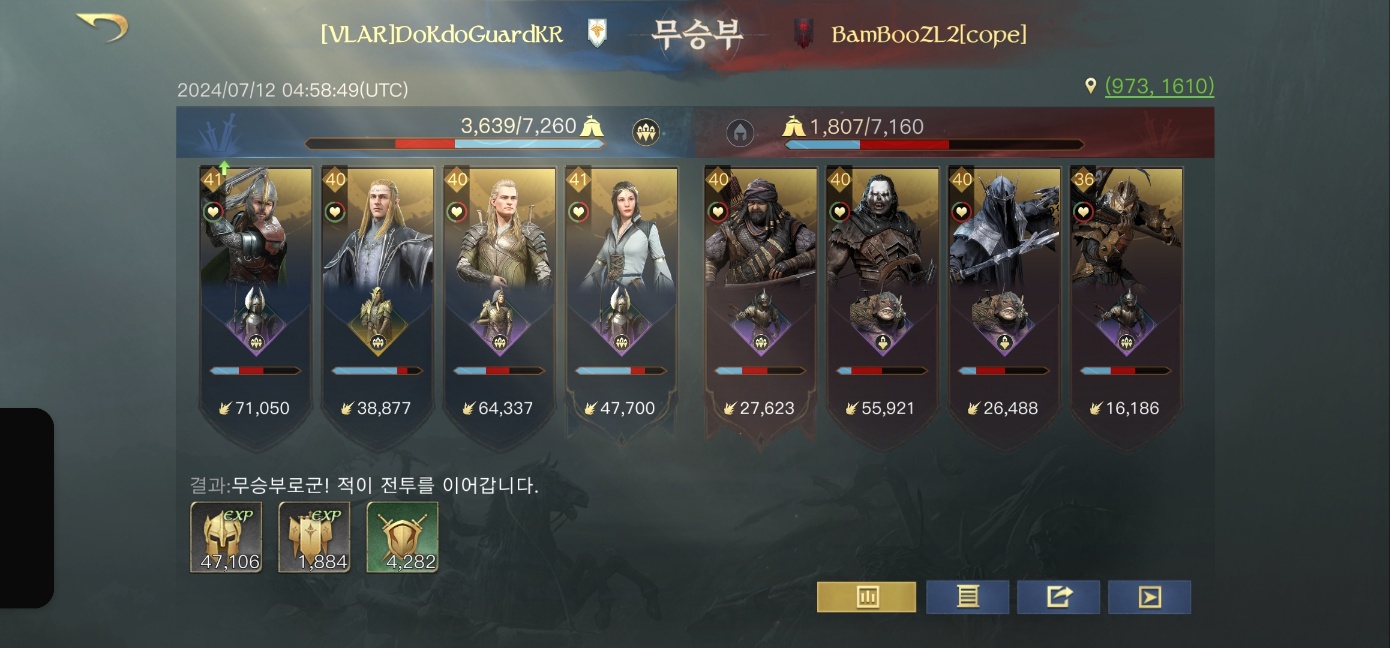 [VLAR]DoKdoGuardKR 무승부 BamBooZL2[cope]
2024/07/12 04:58:49(UTC) (973, 1610)
3,639/7,260 1,807/7,160
41 40 40 41 40 40 40 36
71,050 38,877 64,337 47,700 27,623 55,921 26,488 16,186
결과:무승부로군! 적이 전투를 이어갑니다.
EXP EXP
47,106 1,884 4,282